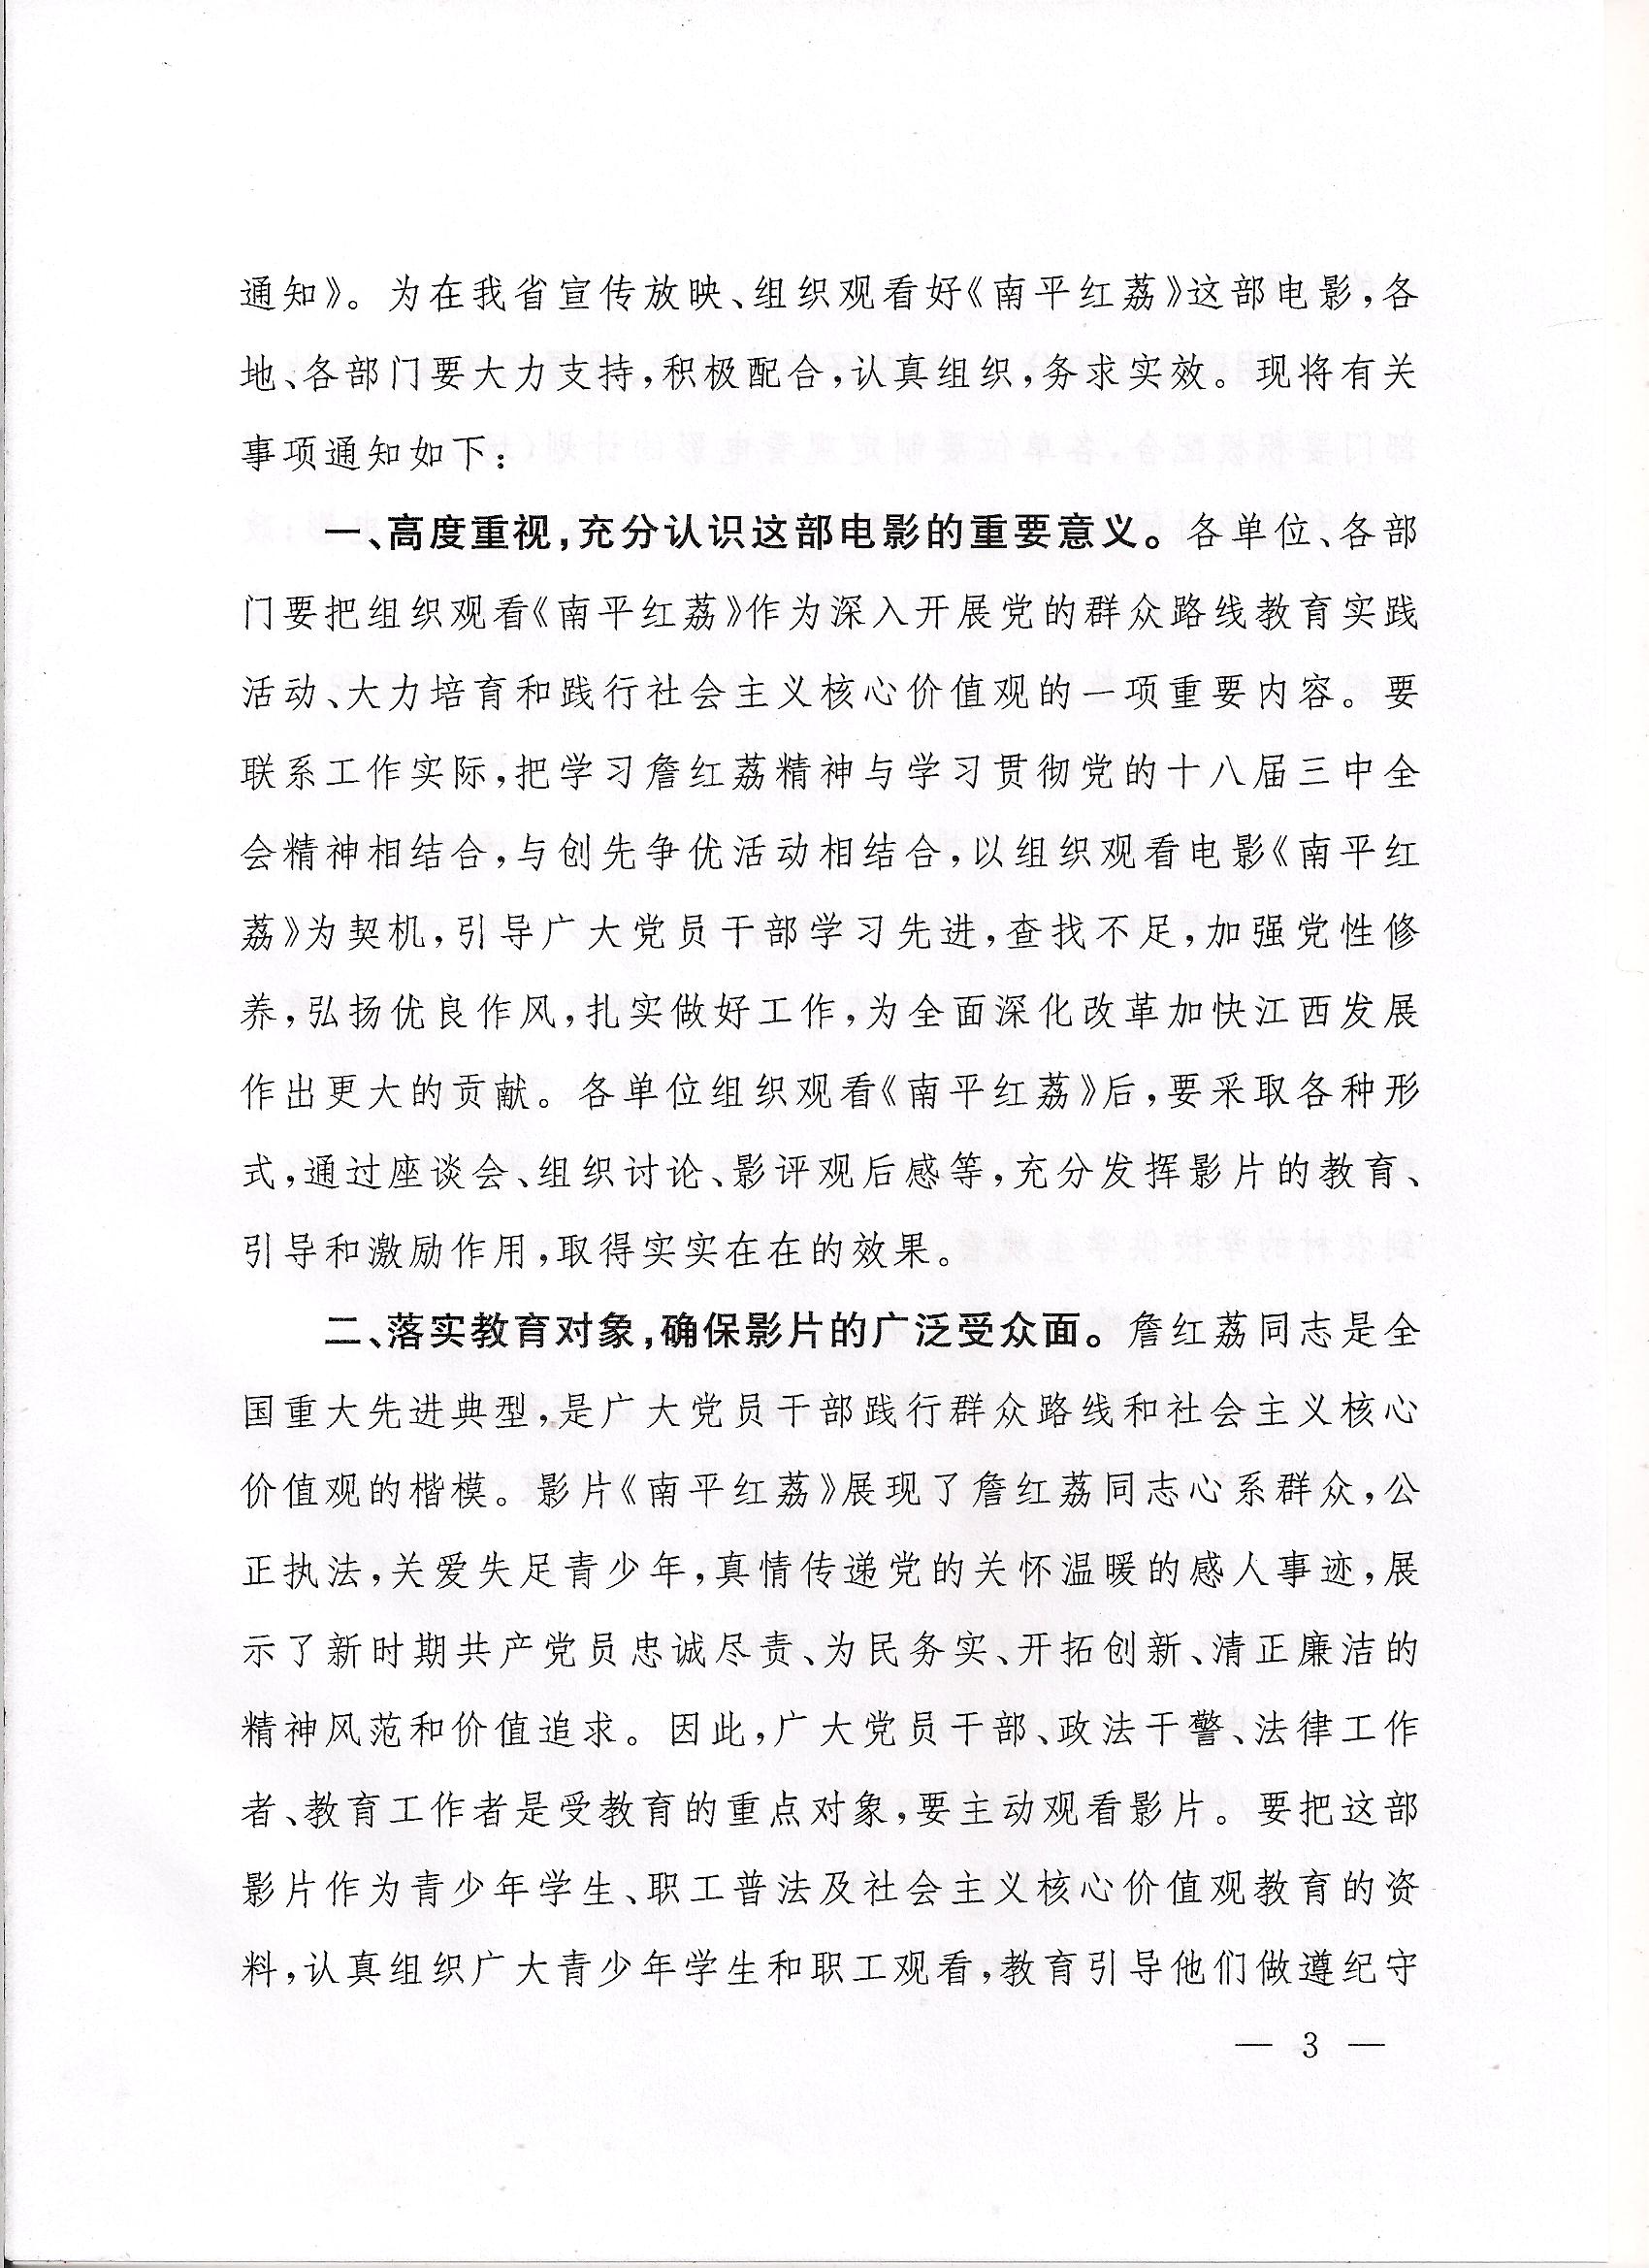 通知》。为在我省宣传放映、组织观看好《南平红荔》这部电影,各
地、各部门要大力支持,积极配合,认真组织,务求实效。现将有关
事项通知如下:
一、高度重视,充分认识这部电影的重要意义。各单位、各部
门要把组织观看《南平红荔》作为深入开展党的群众路线教育实践
活动、大力培育和践行社会主义核心价值观的一项重要内容。要
联系工作实际,把学习詹红荔精神与学习贯彻党的十八届三中全
会精神相结合,与创先争优活动相结合,以组织观看电影《南平红
荔》为契机,引导广大党员干部学习先进,查找不足,加强党性修
养,弘扬优良作风,扎实做好工作,为全面深化改革加快江西发展
作出更大的贡献。各单位组织观看《南平红荔》后,要采取各种形
式,通过座谈会、组织讨论、影评观后感等,充分发挥影片的教育、
引导和激励作用,取得实实在在的效果。
二、落实教育对象,确保影片的广泛受众面。詹红荔同志是全
国重大先进典型,是广大党员干部践行群众路线和社会主义核心
价值观的楷模。影片《南平红荔》展现了詹红荔同志心系群众,公
正执法,关爱失足青少年,真情传递党的关怀温暖的感人事迹,展
示了新时期共产党员忠诚尽责、为民务实、开拓创新、清正廉洁的
精神风范和价值追求。因此,广大党员干部、政法干警、法律工作
者、教育工作者是受教育的重点对象,要主动观看影片。要把这部
影片作为青少年学生、职工普法及社会主义核心价值观教育的资
料,认真组织广大青少年学生和职工观看,教育引导他们做遵纪守
— 3 —